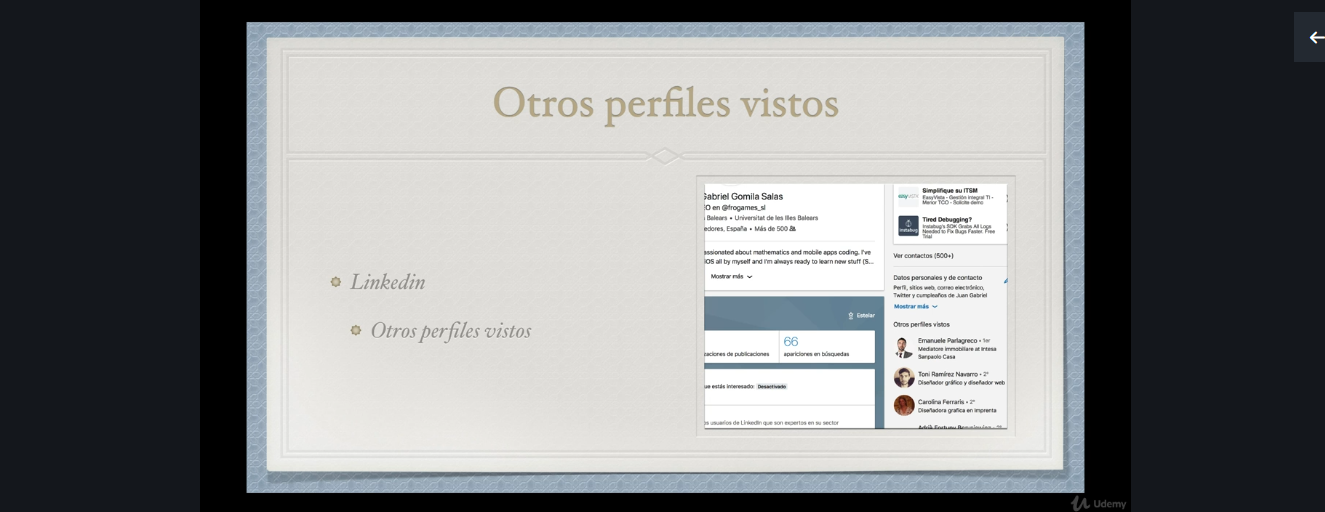 Otros perfiles vistos
Linkedin
Otros perfiles vistos
Gabriel Gomila Salas
EO en @frogames_sl
Balears • Universitat de les Illes Balears
edores, España • Más de 500
assionated about mathematics and mobile apps coding. I've
iOS all by myself and I'm always ready to learn new stuff (S...
Mostrar más
Estelar
aciones de publicaciones
66
apariciones en búsquedas
ue estás interesado: Desactivado
os usuarios de LinkedIn que son expertos en su sector
Simplifique su ITSM
EasyVista - Gestión Integral TI -
Menor TCO - Solicite demo
Tired Debugging?
Instabug's SDK Grabs All Logs
Needed to Fix Bugs Faster. Free
Trial
Ver contactos (500+)
Datos personales y de contacto
Perfil, sitios web, correo electrónico,
Twitter y cumpleaños de Juan Gabriel
Mostrar más
Otros perfiles vistos
Emanuele Parlagreco • 1er
Mediatore immobiliare at Intesa
Sanpaolo Casa
Toni Ramírez Navarro • 2°
Diseñador gráfico y diseñador web
Carolina Ferraris • 2°
Diseñadora grafica en Imprenta
Udemy